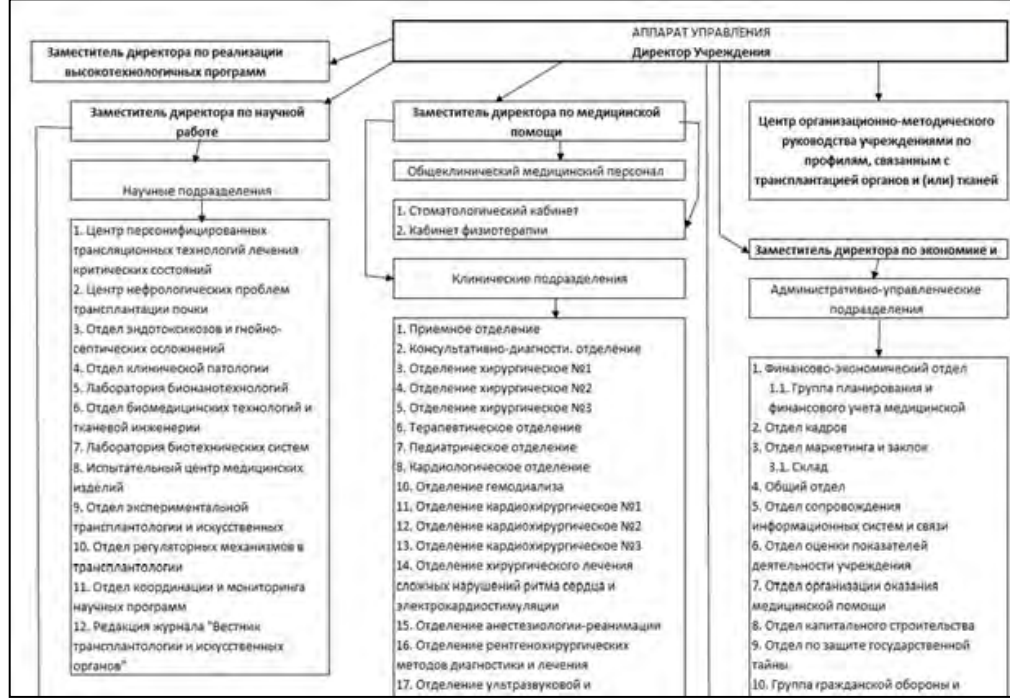 АППАРАТ УПРАВЛЕНИЯ
Директор Учреждения
Заместитель директора по реализации
высокотехнологичных программ
Заместитель директора по научной
работе
Научные подразделения
1. Центр персонифицированных
трансляционных технологий лечения
критических состояний
2. Центр нефрологических проблем
трансплантации почки
3. Отдел эндотоксикозов и гнойно-
септических осложнений
4. Отдел клинической патологии
5. Лаборатория бионанотехнологий
6. Отдел биомедицинских технологий и
тканевой инженерии
7. Лаборатория биотехнических систем
8. Испытательный центр медицинских
изделий
9. Отдел экспериментальной
трансплантологии и искусственных
10. Отдел регуляторных механизмов в
трансплантологии
11. Отдел координации и мониторинга
научных программ
12. Редакция журнала "Вестник
трансплантологии и искусственных
органов"
Заместитель директора по медицинской
помощи
Общеклинический медицинский персонал
1. Стоматологический кабинет
2. Кабинет физиотерапии
Клинические подразделения
1. Приемное отделение
2. Консультативно-диагности. отделение
3. Отделение хирургическое №1
4. Отделение хирургическое №2
5. Отделение хирургическое №3
6. Терапевтическое отделение
7. Педиатрическое отделение
8. Кардиологическое отделение
10. Отделение гемодиализа
11. Отделение кардиохирургическое №1
12. Отделение кардиохирургическое №2
13. Отделение кардиохирургическое №3
14. Отделение хирургического лечения
сложных нарушений ритма сердца и
электрокардиостимуляции
15. Отделение анестезиологии-реанимации
16. Отделение рентгенохирургических
методов диагностики и лечения
17. Отделение ультразвуковой и
Центр организационно-методического
руководства учреждениями по
профилям, связанным с
трансплантацией органов и (или) тканей
Заместитель директора по экономике и
Административно-управленческие
подразделения
1. Финансово-экономический отдел
1.1. Группа планирования и
финансового учета медицинской
2. Отдел кадров
3. Отдел маркетинга и закпок
3.1. Склад
4. Общий отдел
5. Отдел сопровождения
информационных систем и связи
6. Отдел оценки показателей
деятельности учреждения
7. Отдел организации оказания
медицинской помощи
8. Отдел капитального строительства
9. Отдел по защите государственной
тайны
10. Группа гражданской обороны и